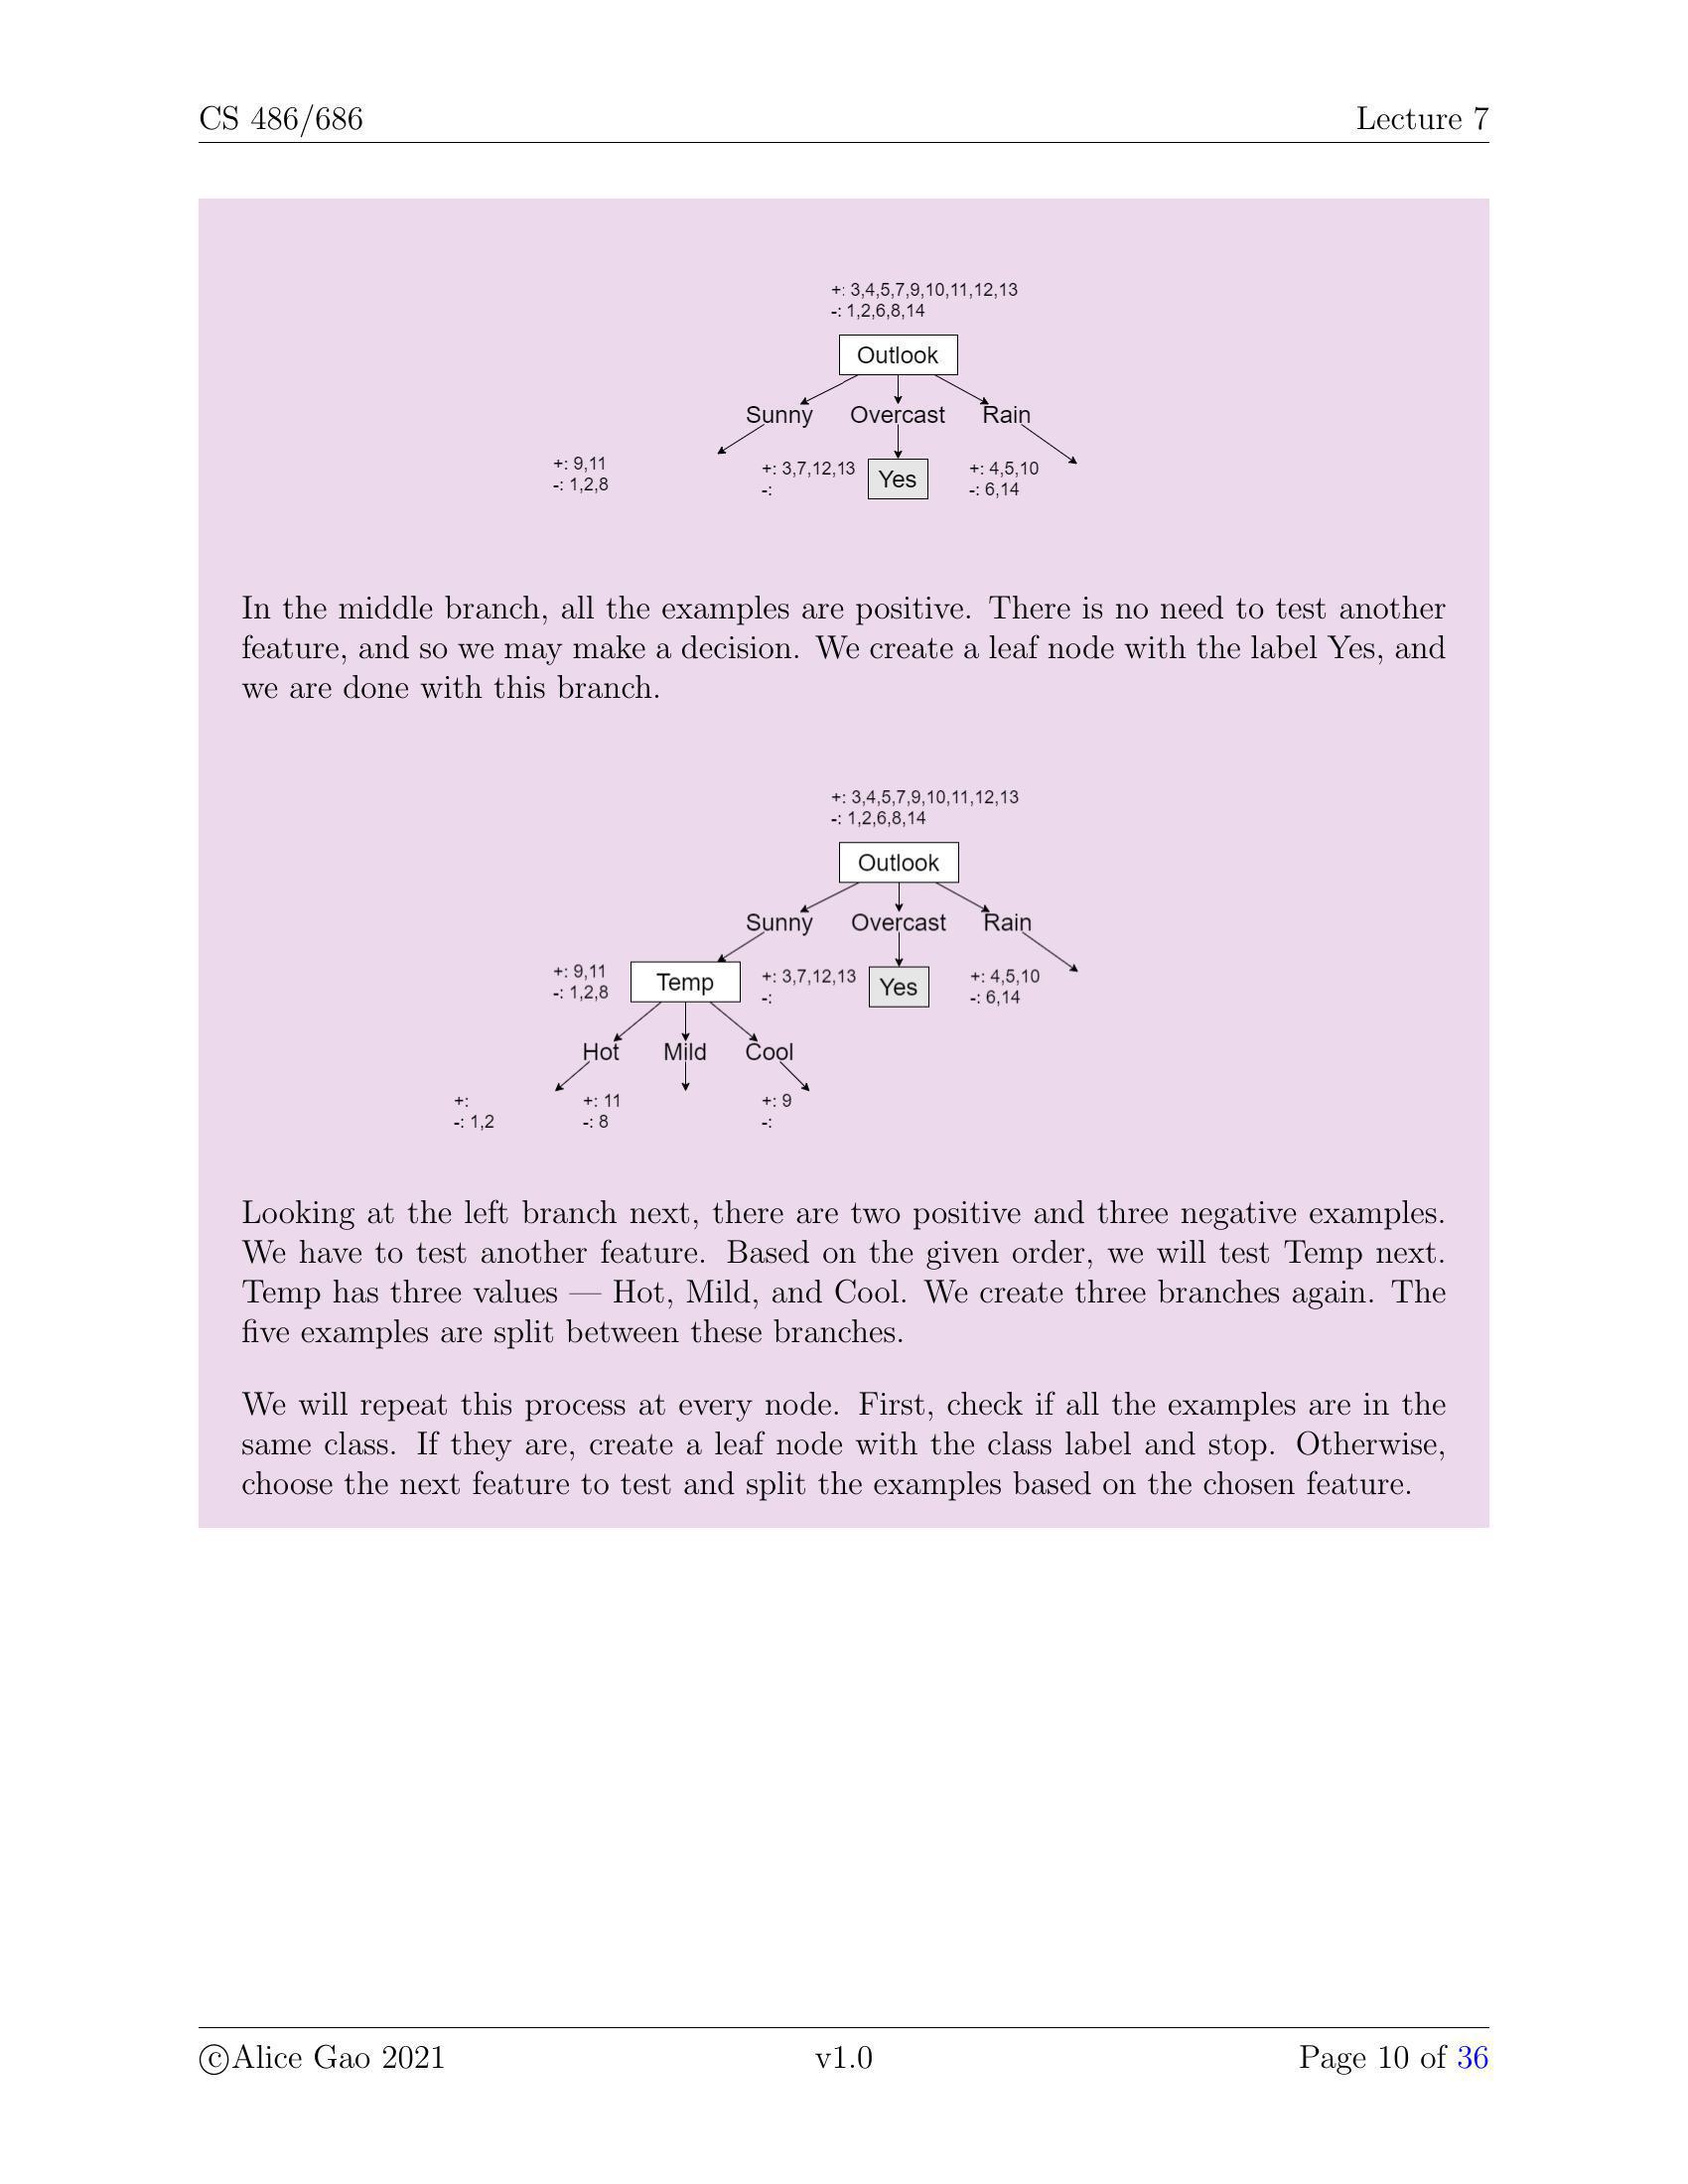 CS 486/686 Lecture 7
+: 3,4,5,7,9,10,11,12,13
-: 1,2,6,8,14
Outlook
Sunny Overcast Rain
+: 9,11
-: 1,2,8
+: 3,7,12,13
-:
Yes
+: 4,5,10
-: 6,14
In the middle branch, all the examples are positive. There is no need to test another
feature, and so we may make a decision. We create a leaf node with the label Yes, and
we are done with this branch.
+: 3,4,5,7,9,10,11,12,13
-: 1,2,6,8,14
Outlook
Sunny Overcast Rain
+: 9,11
-: 1,2,8
Temp
+: 3,7,12,13
-:
Yes
+: 4,5,10
-: 6,14
Hot Mild Cool
+:
-: 1,2
+: 11
-: 8
+: 9
-:
Looking at the left branch next, there are two positive and three negative examples.
We have to test another feature. Based on the given order, we will test Temp next.
Temp has three values — Hot, Mild, and Cool. We create three branches again. The
five examples are split between these branches.
We will repeat this process at every node. First, check if all the examples are in the
same class. If they are, create a leaf node with the class label and stop. Otherwise,
choose the next feature to test and split the examples based on the chosen feature.
©Alice Gao 2021 v1.0 Page 10 of 36